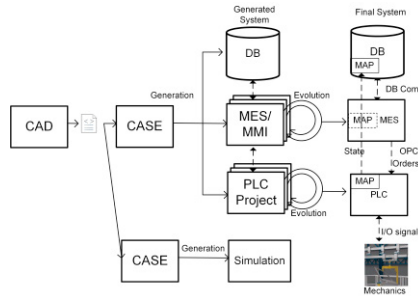 Generated
System
Final System
DB
DB
MAP
DB Com
Generation
Evolution
CAD
CASE
MES/
MMI
MAP
MES
State
OPC
Orders
PLC
Project
MAP
PLC
Evolution
I/O signal
CASE
Generation
Simulation
Mechanics